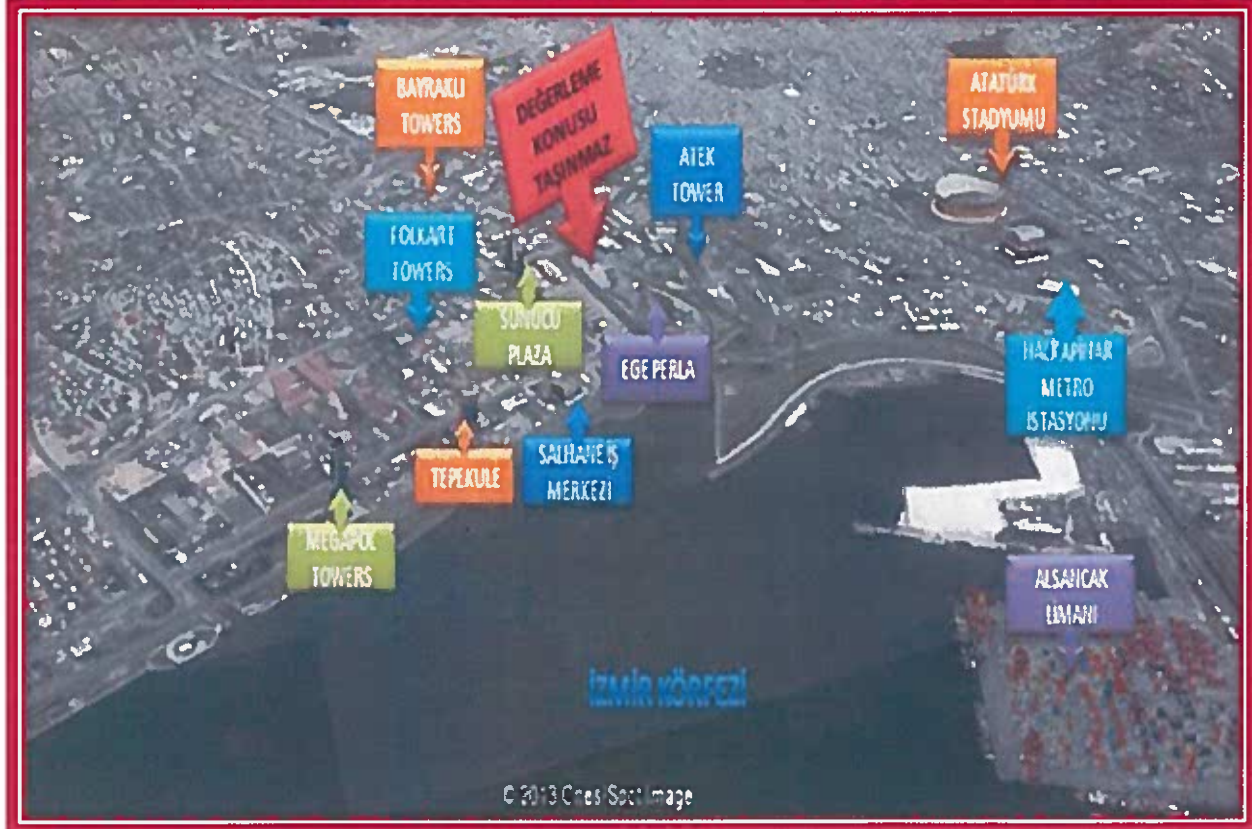 BAYRAKLI
TOWERS
DEĞERLEME
KONUSU
TAŞINMAZ
ATATÜRK
STADYUMU
ATEK
TOWER
FOLKART
TOWERS
SUNUCU
PLAZA
EGE PERLA
HALKAPINAR
METRO
İSTASYONU
TEPEKULE
SALHANE İŞ
MERKEZİ
MEGAPOL
TOWERS
ALSANCAK
LİMANI
İZMİR KÖRFEZİ
© 2013 Cnes/Spot Image